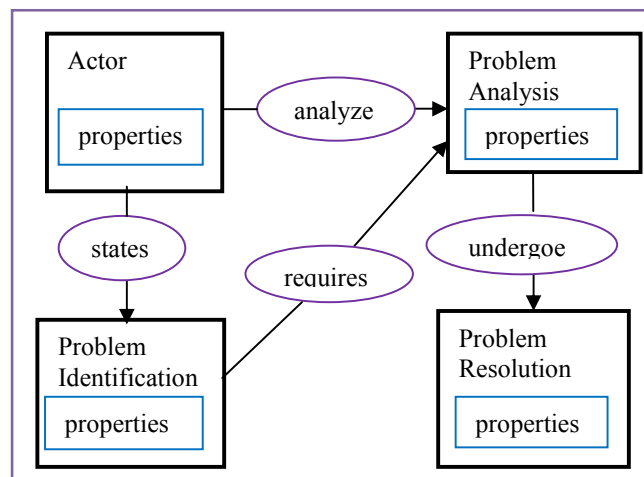 Actor
properties
analyze
Problem
Analysis
properties
states
requires
undergoe
Problem
Identification
properties
Problem
Resolution
properties